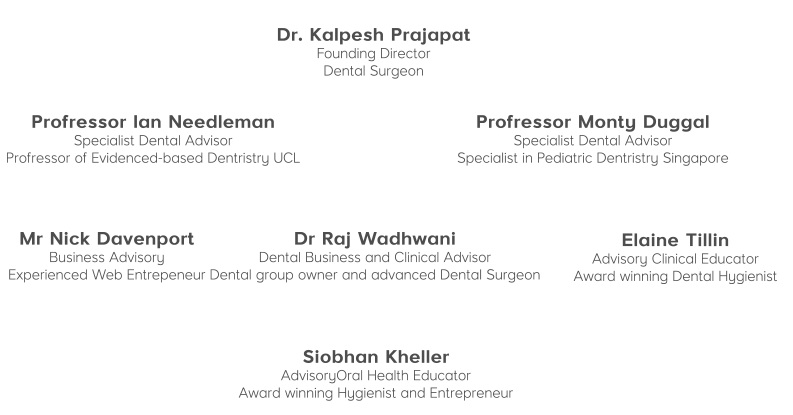 Dr. Kalpesh Prajapat
Founding Director
Dental Surgeon
Profressor Ian Needleman
Specialist Dental Advisor
Profressor of Evidenced-based Dentristry UCL
Profressor Monty Duggal
Specialist Dental Advisor
Specialist in Pediatric Dentristry Singapore
Mr Nick Davenport
Business Advisory
Experienced Web Entrepeneur
Dr Raj Wadhwani
Dental Business and Clinical Advisor
Dental group owner and advanced Dental Surgeon
Elaine Tillin
Advisory Clinical Educator
Award winning Dental Hygienist
Siobhan Kheller
AdvisoryOral Health Educator
Award winning Hygienist and Entrepreneur